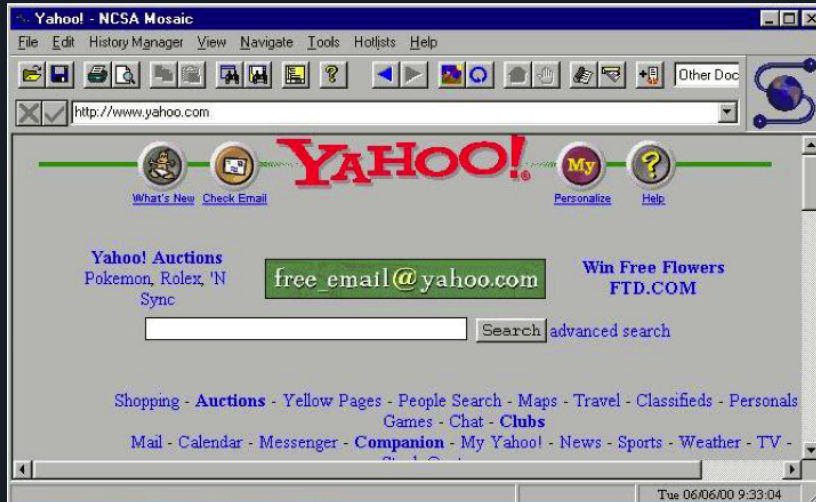 Yahoo! - NCSA Mosaic
File Edit History Manager View Navigate Tools Hotlists Help
Other Doc
http://www.yahoo.com
YAHOO!
My
What's New Check Email Personalize Help
Yahoo! Auctions
Pokemon, Rolex, 'N
Sync
free_email@yahoo.com
Win Free Flowers
FTD.COM
Search advanced search
Shopping - Auctions - Yellow Pages - People Search - Maps - Travel - Classifieds - Personals
Games - Chat - Clubs
Mail - Calendar - Messenger - Companion - My Yahoo! - News - Sports - Weather - TV -
Tue 06/06/00 9:33:04